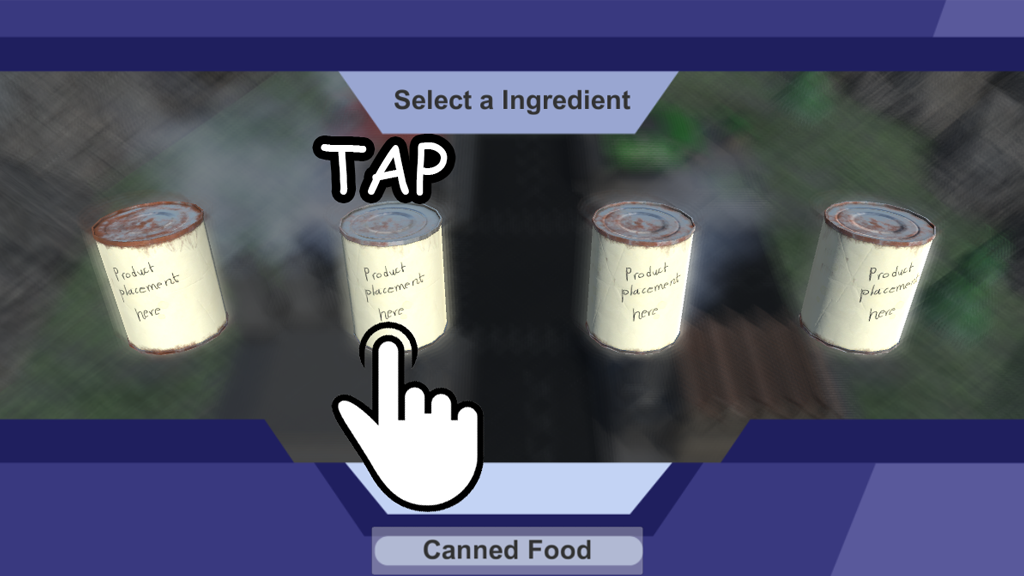 Select a Ingredient
TAP
Product
placement
here
Product
placement
here
Product
placement
here
Product
placement
here
Canned Food